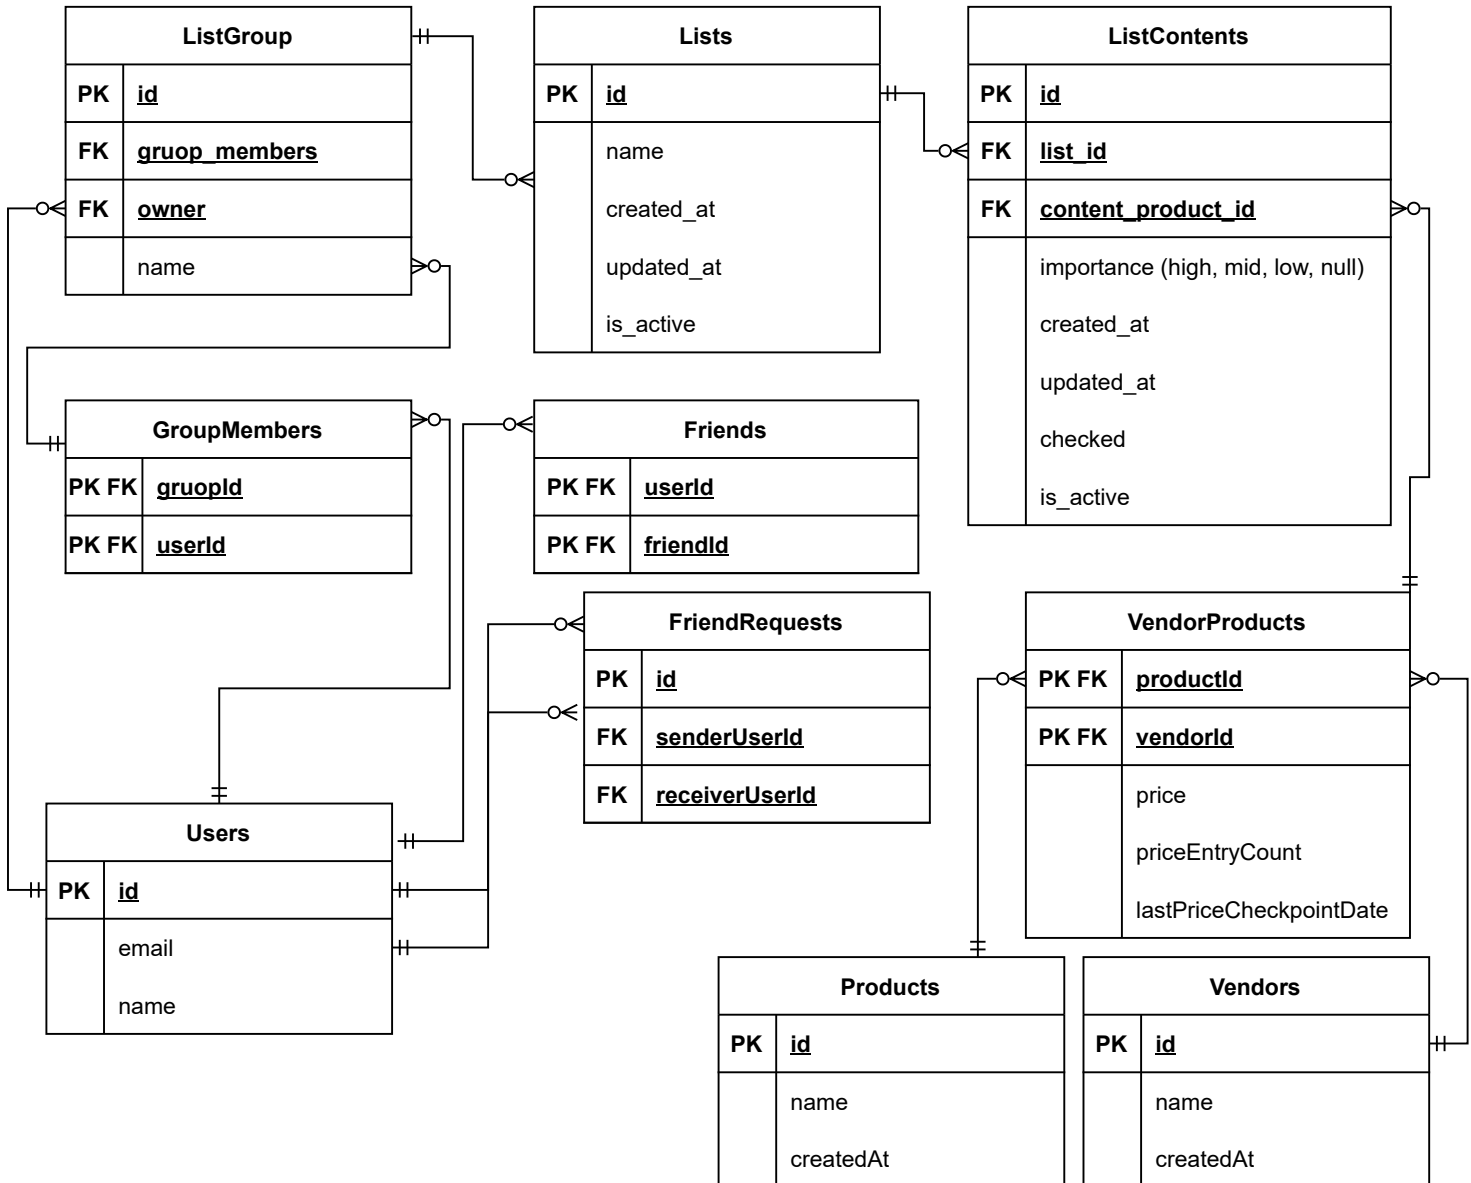 ListGroup
PK id
FK gruop_members
FK owner
name
Lists
PK id
name
created_at
updated_at
is_active
ListContents
PK id
FK list_id
FK content_product_id
importance (high, mid, low, null)
created_at
updated_at
checked
is_active
GroupMembers
PK FK gruopId
PK FK userId
Friends
PK FK userId
PK FK friendId
FriendRequests
PK id
FK senderUserId
FK receiverUserId
VendorProducts
PK FK productId
PK FK vendorId
price
priceEntryCount
lastPriceCheckpointDate
Users
PK id
email
name
Products
PK id
name
createdAt
Vendors
PK id
name
createdAt